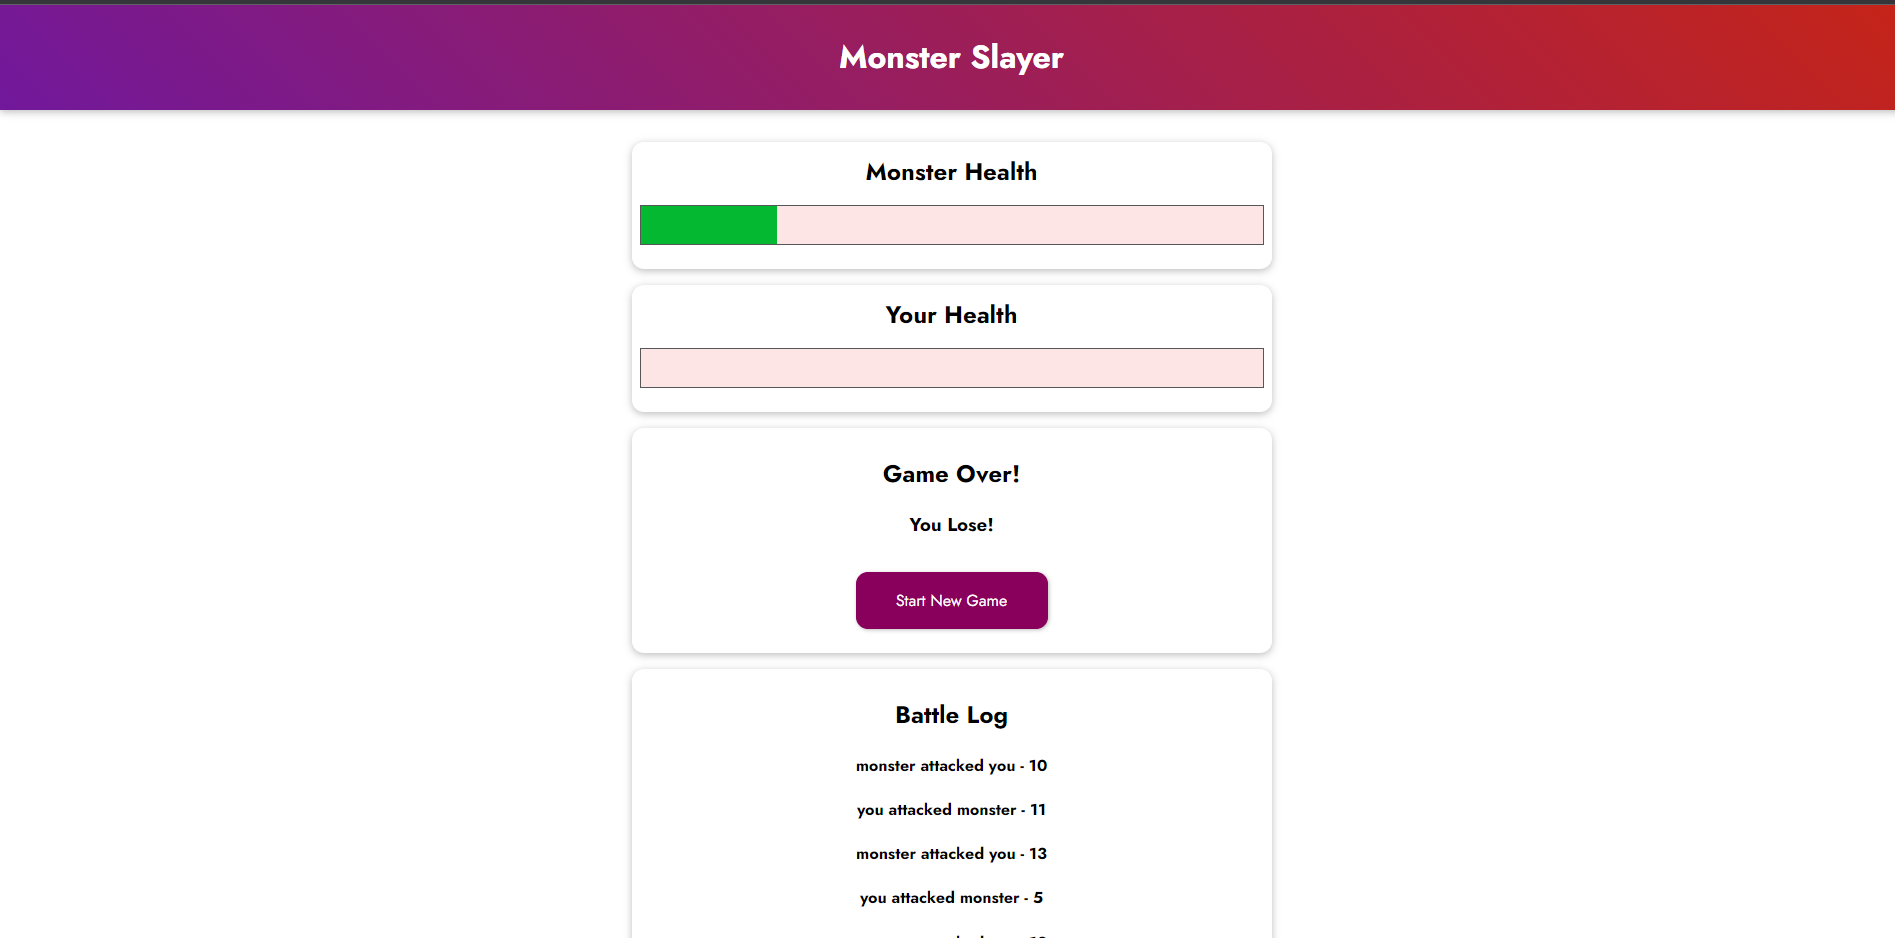 Monster Slayer
Monster Health
Your Health
Game Over!
You Lose!
Start New Game
Battle Log
monster attacked you - 10
you attacked monster - 11
monster attacked you - 13
you attacked monster - 5